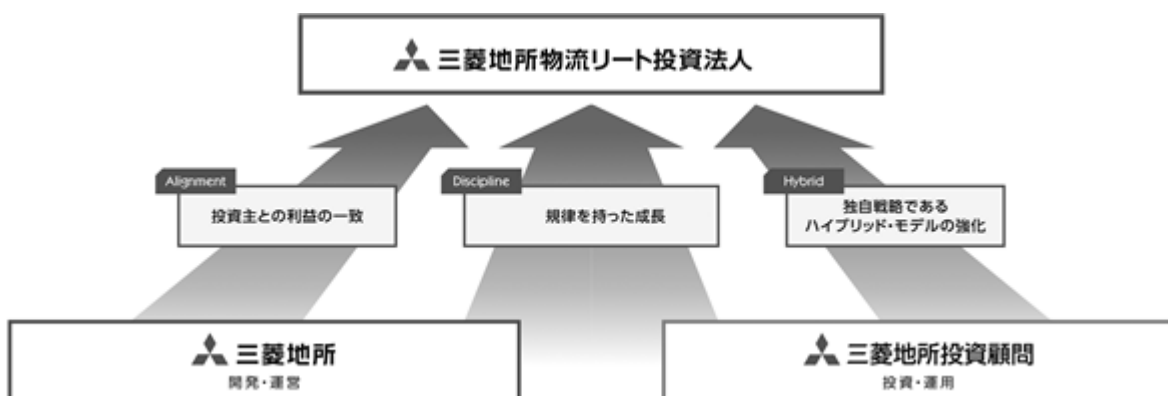 三菱地所物流リート投資法人
Alignment
投資主との利益の一致
Discipline
規律を持った成長
Hybrid
独自戦略である
ハイブリッド・モデルの強化
三菱地所
開発・運営
三菱地所投資顧問
投資・運用